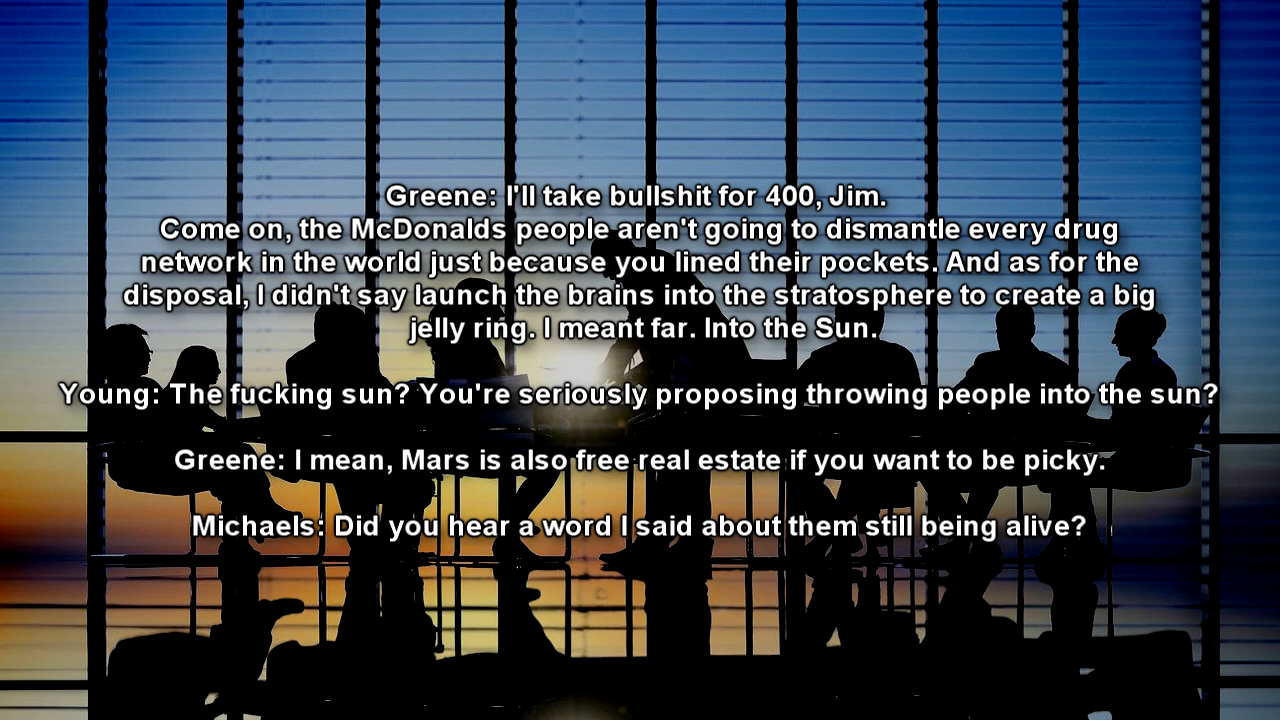 Greene: I'll take bullshit for 400, Jim.
Come on, the McDonalds people aren't going to dismantle every drug
network in the world just because you lined their pockets. And as for the
disposal, I didn't say launch the brains into the stratosphere to create a big
jelly ring. I meant far. Into the Sun.
Young: The fucking sun? You're seriously proposing throwing people into the sun?
Greene: I mean, Mars is also free real estate if you want to be picky.
Michaels: Did you hear a word I said about them still being alive?